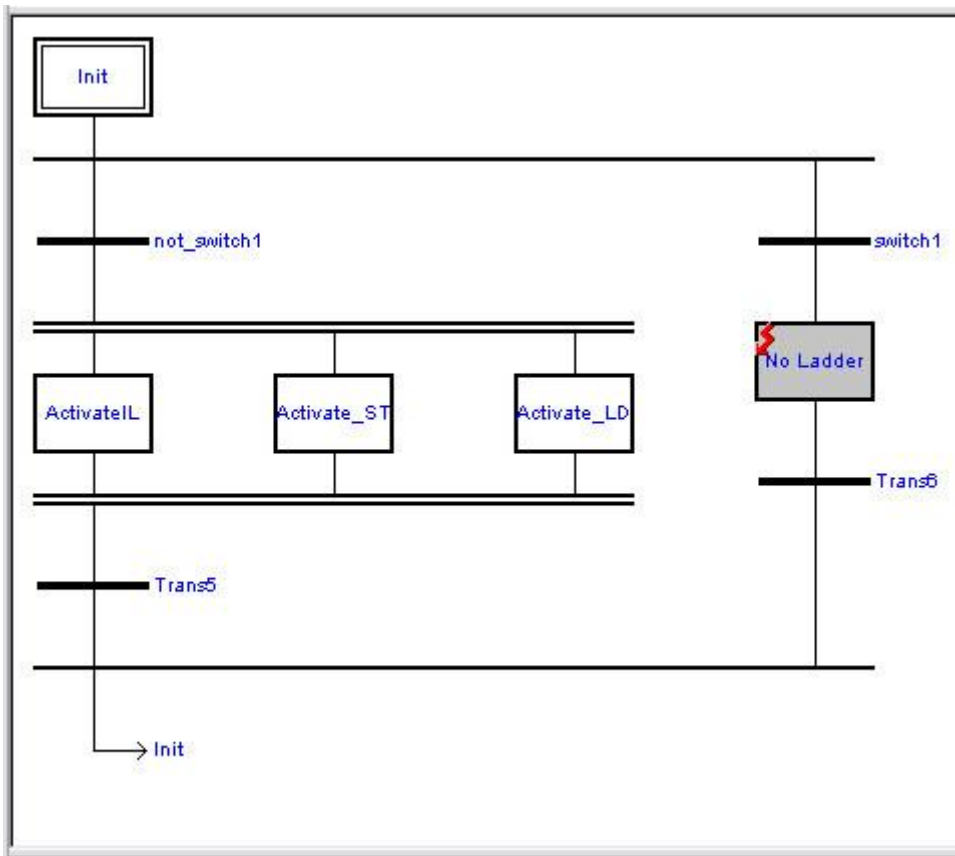 Init
not_switch1
switch1
No Ladder
ActivateIL
Activate_ST
Activate_LD
Trans6
Trans5
Init